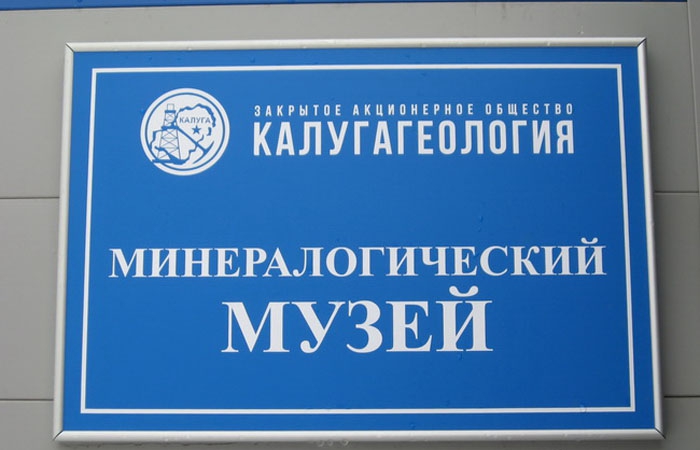 КАЛУГА
ЗАКРЫТОЕ АКЦИОНЕРНОЕ ОБЩЕСТВО
КАЛУГАГЕОЛОГИЯ
МИНЕРАЛОГИЧЕСКИЙ
МУЗЕЙ